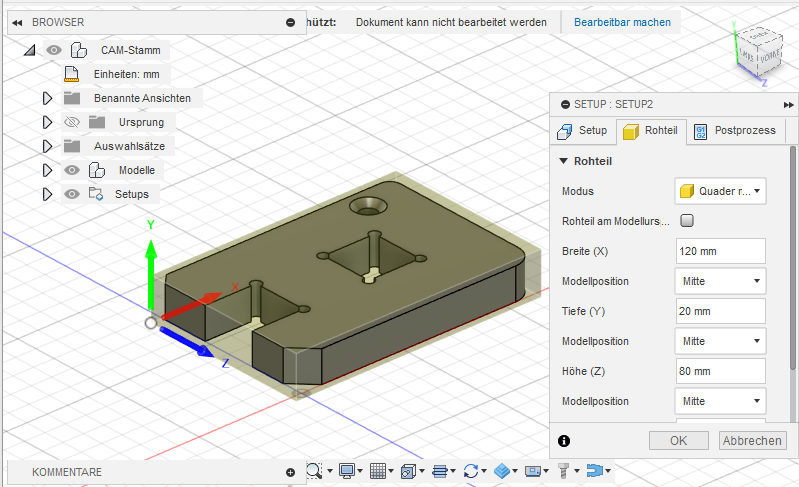 BROWSER
hützt: Dokument kann nicht bearbeitet werden Bearbeitbar machen
CAM-Stamm
Einheiten: mm
Benannte Ansichten
Ursprung
Auswahlsätze
Modelle
Setups
Y
X
Z
Y
Z
SETUP : SETUP2
Setup Rohteil G1 G2 Postprozess
Rohteil
Modus Quader r...
Rohteil am Modellurs...
Breite (X) 120 mm
Modellposition Mitte
Tiefe (Y) 20 mm
Modellposition Mitte
Höhe (Z) 80 mm
Modellposition Mitte
OK Abbrechen
KOMMENTARE